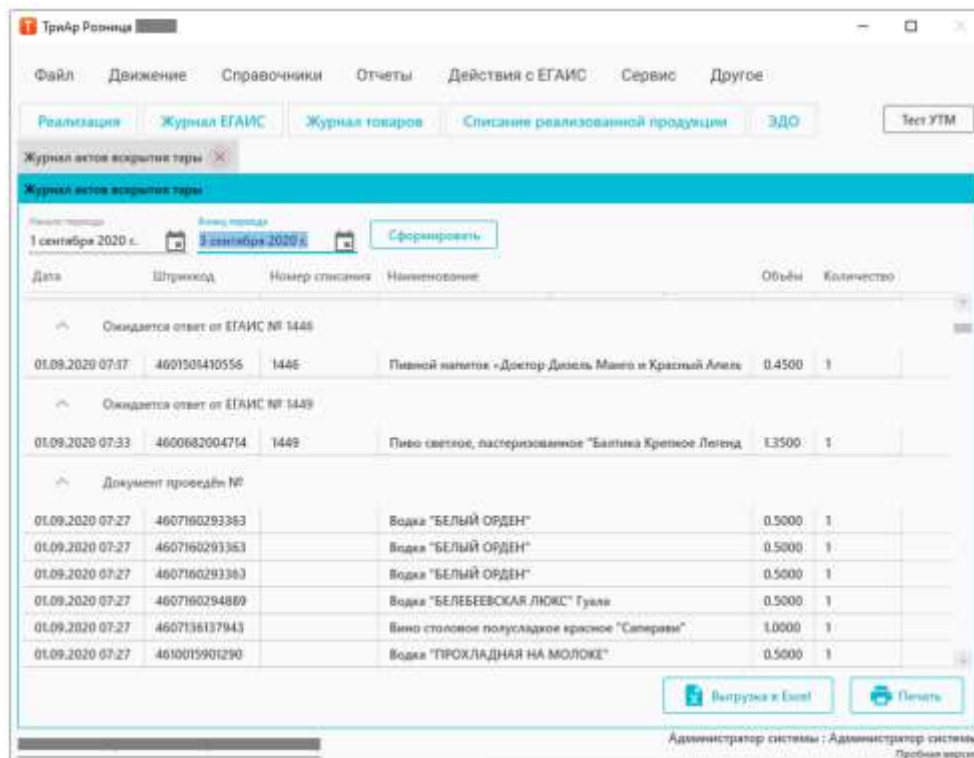 ТриАр Розница
Файл Движение Справочники Отчеты Действия с ЕГАИС Сервис Другое
Реализация Журнал ЕГАИС Журнал товаров Списание реализованной продукции ЭДО Тест УТМ
Журнал актов вскрытия тары
Журнал актов вскрытия тары
Начало периода Конец периода
1 сентября 2020 г. 3 сентября 2020 г. Сформировать
Дата Штрихкод Номер списания Наименование Объём Количество
Ожидается ответ от ЕГАИС № 1446
01.09.2020 07:17 4601501410556 1446 Пивной напиток «Доктор Дизель Манго и Красный Апель 0.4500 1
Ожидается ответ от ЕГАИС № 1449
01.09.2020 07:33 4600682004714 1449 Пиво светлое, пастеризованное "Балтика Крепкое Легенд 1.3500 1
Документ проведён №
01.09.2020 07:27 4607160293363 Водка "БЕЛЫЙ ОРДЕН" 0.5000 1
01.09.2020 07:27 4607160293363 Водка "БЕЛЫЙ ОРДЕН" 0.5000 1
01.09.2020 07:27 4607160293363 Водка "БЕЛЫЙ ОРДЕН" 0.5000 1
01.09.2020 07:27 4607160294889 Водка "БЕЛЕБЕЕВСКАЯ ЛЮКС" Гуала 0.5000 1
01.09.2020 07:27 4607136137943 Вино столовое полусладкое красное "Саперави" 1.0000 1
01.09.2020 07:27 4610015901290 Водка "ПРОХЛАДНАЯ НА МОЛОКЕ" 0.5000 1
Выгрузка в Excel Печать
Администратор системы : Администратор системы
Пробная версия